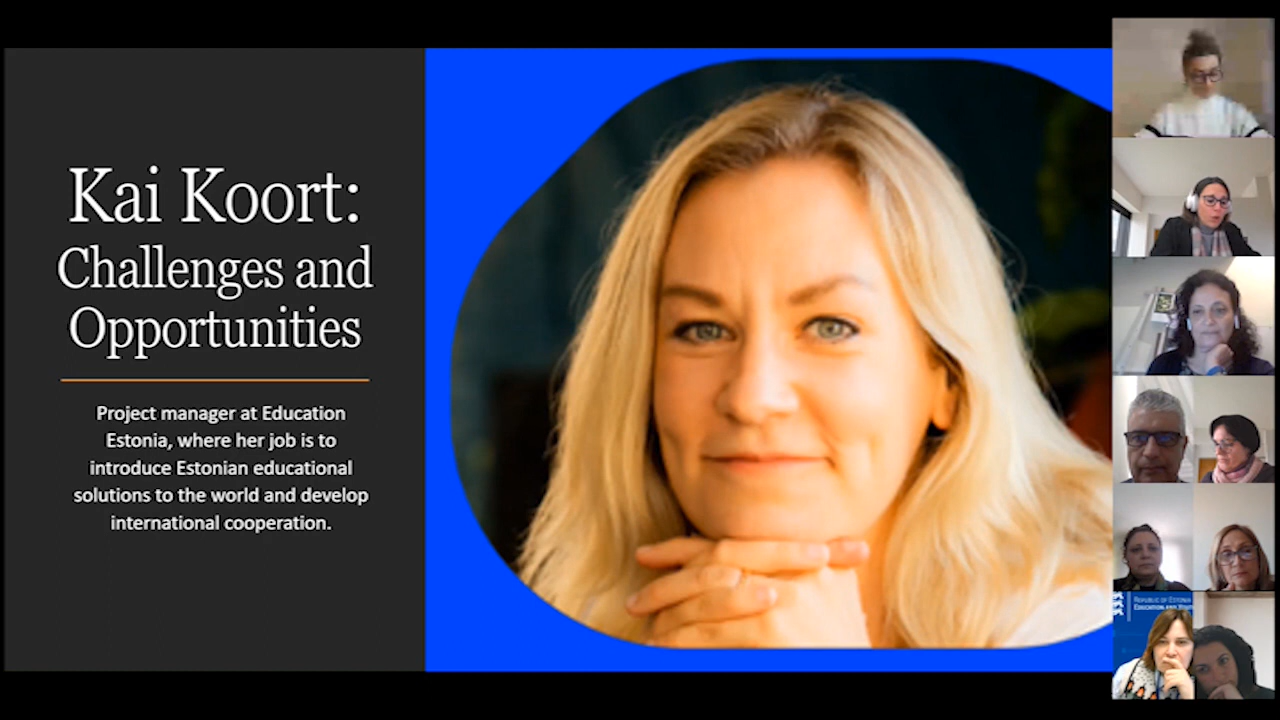 Kai Koort:
Challenges and
Opportunities
Project manager at Education
Estonia, where her job is to
introduce Estonian educational
solutions to the world and develop
international cooperation.
REPUBLIC OF ESTONIA
EDUCATION AND YOUTH